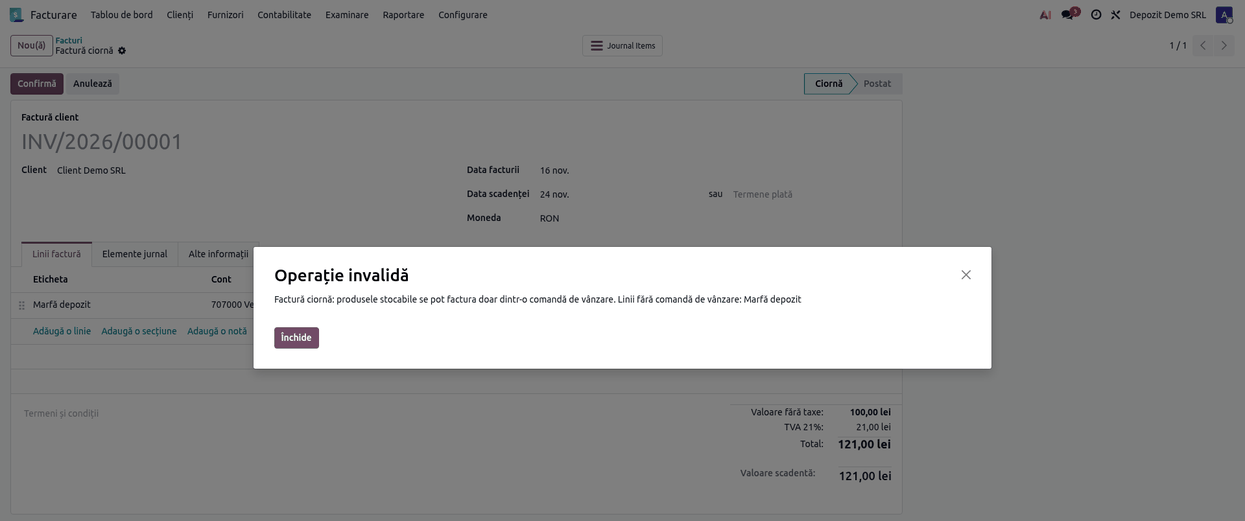 Facturare Tablou de bord Clienți Furnizori Contabilitate Examinare Raportare Configurare AI 3 Depozit Demo SRL A
Nou(ă) Facturi
Factură ciornă Journal Items 1 / 1
Confirmă Anulează Ciornă Postat
Factură client
INV/2026/00001
Client Client Demo SRL Data facturii 16 nov.
Data scadenței 24 nov. sau Termene plată
Moneda RON
Linii factură Elemente jurnal Alte informații
Eticheta Cont
Marfă depozit 707000 Ve
Adăugă o linie Adaugă o secțiune Adaugă o notă
Operație invalidă
Factură ciornă: produsele stocabile se pot factura doar dintr-o comandă de vânzare. Linii fără comandă de vânzare: Marfă depozit
Închide
Termeni și condiții
Valoare fără taxe: 100,00 lei
TVA 21%: 21,00 lei
Total: 121,00 lei
Valoare scadentă: 121,00 lei